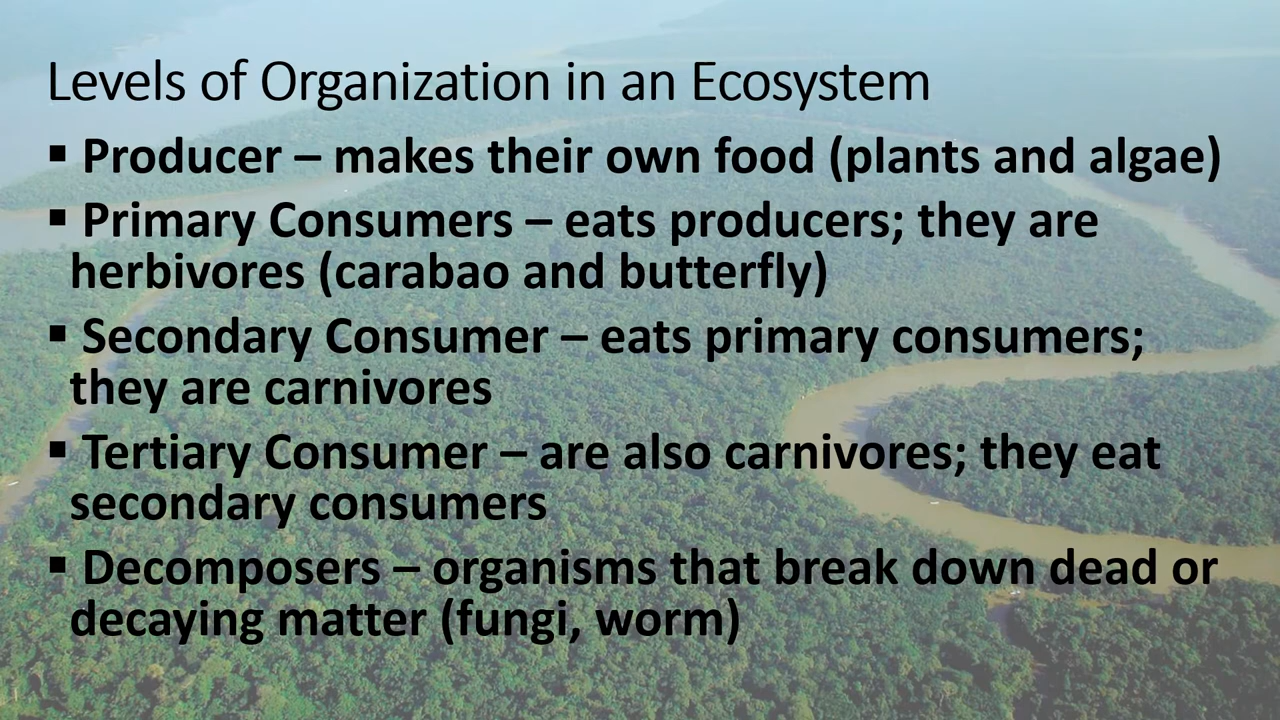 Levels of Organization in an Ecosystem
▪ Producer – makes their own food (plants and algae)
▪ Primary Consumers – eats producers; they are
herbivores (carabao and butterfly)
▪ Secondary Consumer – eats primary consumers;
they are carnivores
▪ Tertiary Consumer – are also carnivores; they eat
secondary consumers
▪ Decomposers – organisms that break down dead or
decaying matter (fungi, worm)